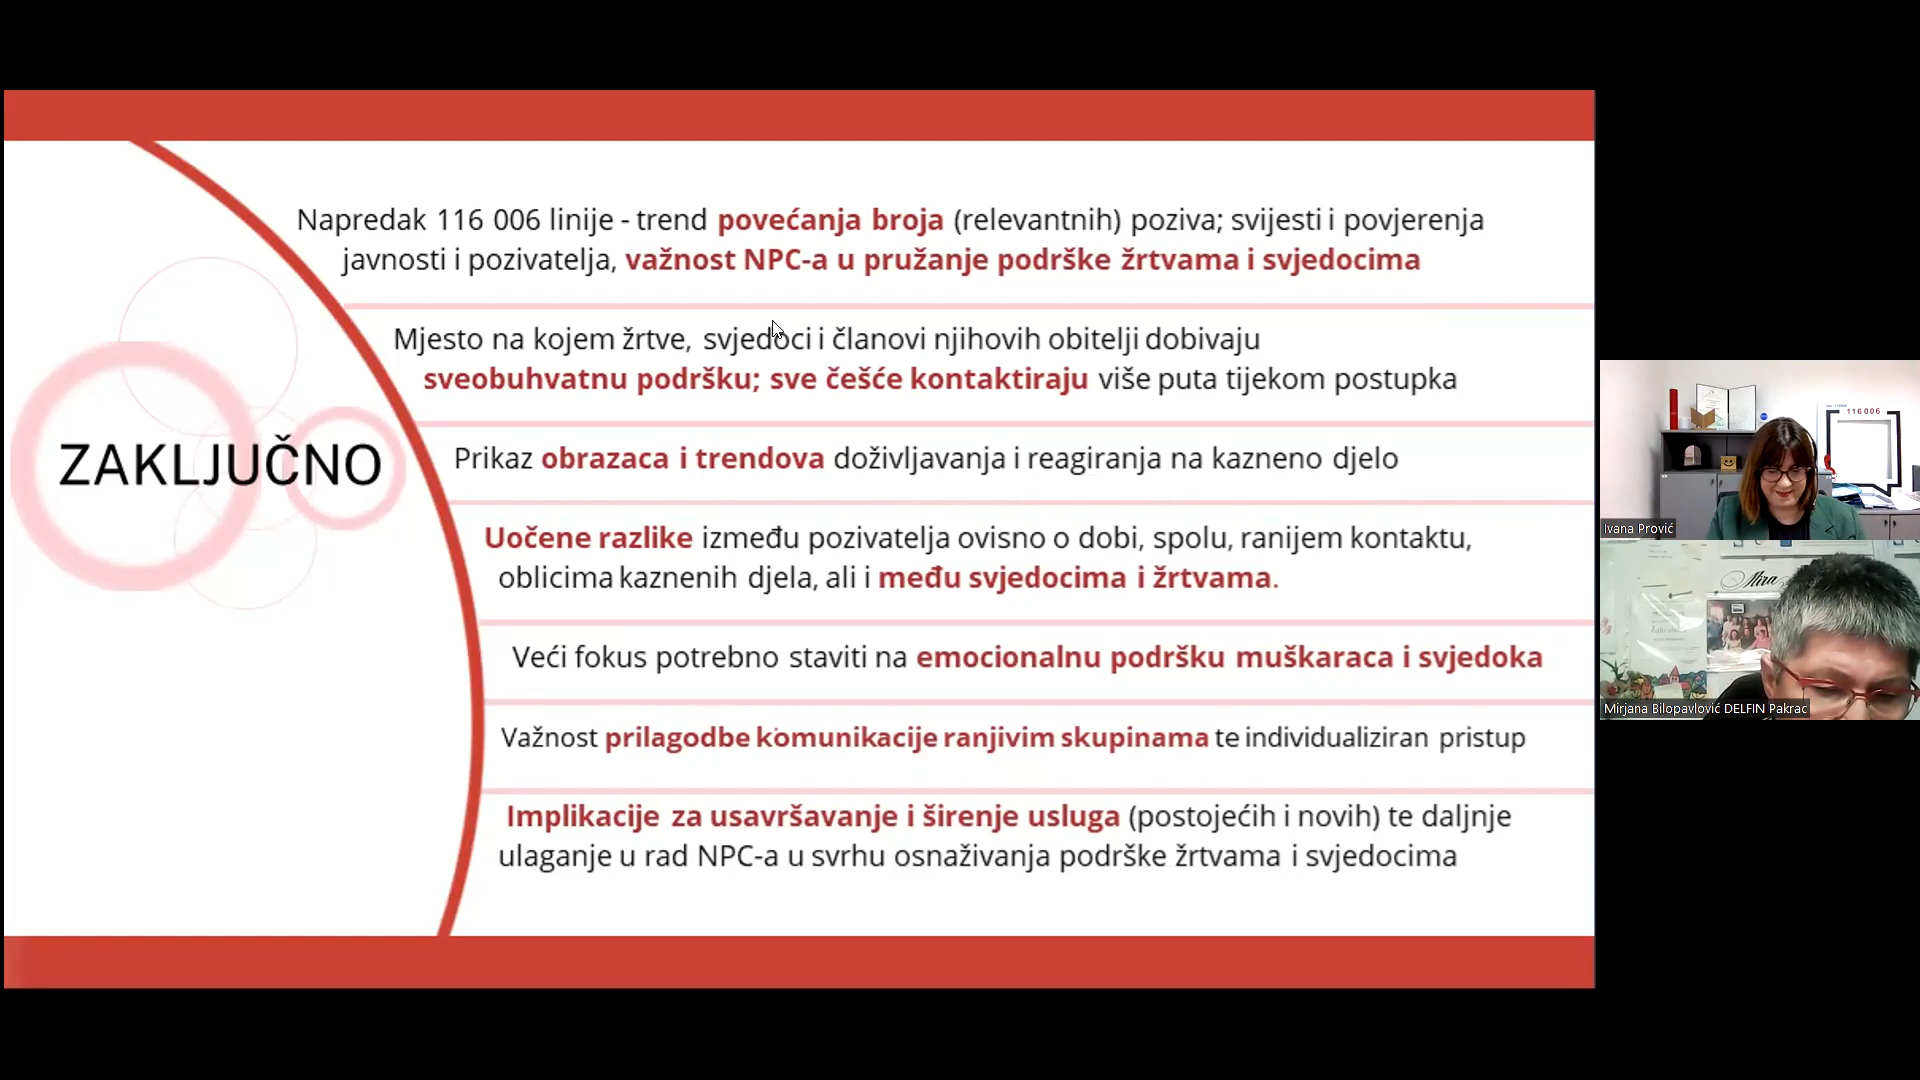 ZAKLJUČNO
Napredak 116 006 linije - trend povećanja broja (relevantnih) poziva; svijesti i povjerenja
javnosti i pozivatelja, važnost NPC-a u pružanje podrške žrtvama i svjedocima
Mjesto na kojem žrtve, svjedoci i članovi njihovih obitelji dobivaju
sveobuhvatnu podršku; sve češće kontaktiraju više puta tijekom postupka
Prikaz obrazaca i trendova doživljavanja i reagiranja na kazneno djelo
Uočene razlike između pozivatelja ovisno o dobi, spolu, ranijem kontaktu,
oblicima kaznenih djela, ali i među svjedocima i žrtvama.
Veći fokus potrebno staviti na emocionalnu podršku muškaraca i svjedoka
Važnost prilagodbe komunikacije ranjivim skupinama te individualiziran pristup
Implikacije za usavršavanje i širenje usluga (postojećih i novih) te daljnje
ulaganje u rad NPC-a u svrhu osnaživanja podrške žrtvama i svjedocima
116 006
Ivana Prović
Mira
Mirjana Bilopavlović DELFIN Pakrac